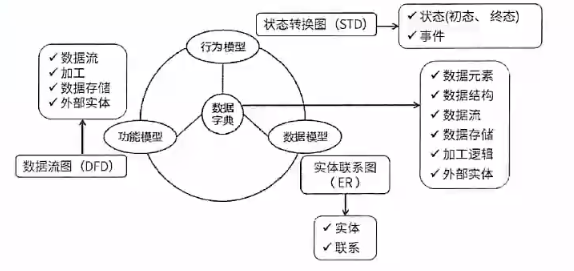 状态转换图（STD）
✓ 状态(初态、终态)
✓ 事件
行为模型
✓ 数据流
✓ 加工
✓ 数据存储
✓ 外部实体
数据
字典
功能模型
数据模型
数据流图（DFD）
✓ 数据元素
✓ 数据结构
✓ 数据流
✓ 数据存储
✓ 加工逻辑
✓ 外部实体
实体联系图
（ER）
✓ 实体
✓ 联系